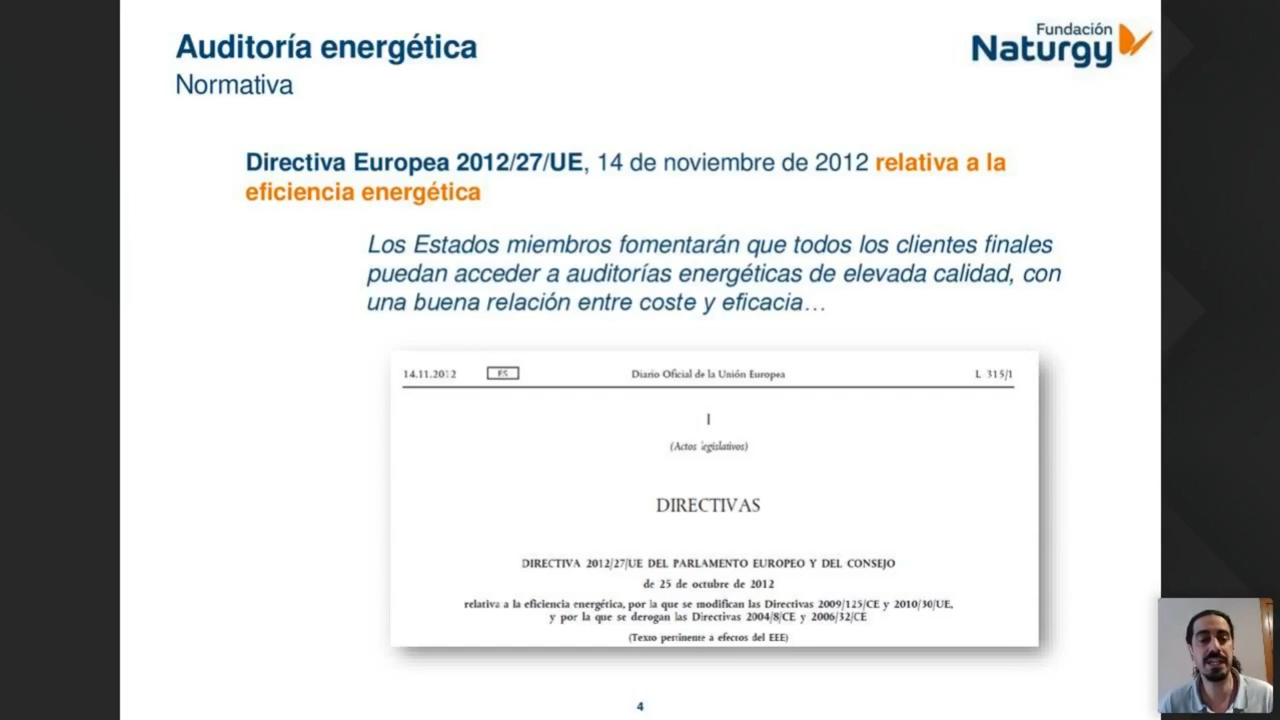 Auditoría energética
Normativa
Fundación
Naturgy
Directiva Europea 2012/27/UE, 14 de noviembre de 2012 relativa a la
eficiencia energética
Los Estados miembros fomentarán que todos los clientes finales
puedan acceder a auditorías energéticas de elevada calidad, con
una buena relación entre coste y eficacia…
14.11.2012 ES Diario Oficial de la Unión Europea L 315/1
I
(Actos legislativos)
DIRECTIVAS
DIRECTIVA 2012/27/UE DEL PARLAMENTO EUROPEO Y DEL CONSEJO
de 25 de octubre de 2012
relativa a la eficiencia energética, por la que se modifican las Directivas 2009/125/CE y 2010/30/UE,
y por la que se derogan las Directivas 2004/8/CE y 2006/32/CE
(Texto pertinente a efectos del EEE)
4